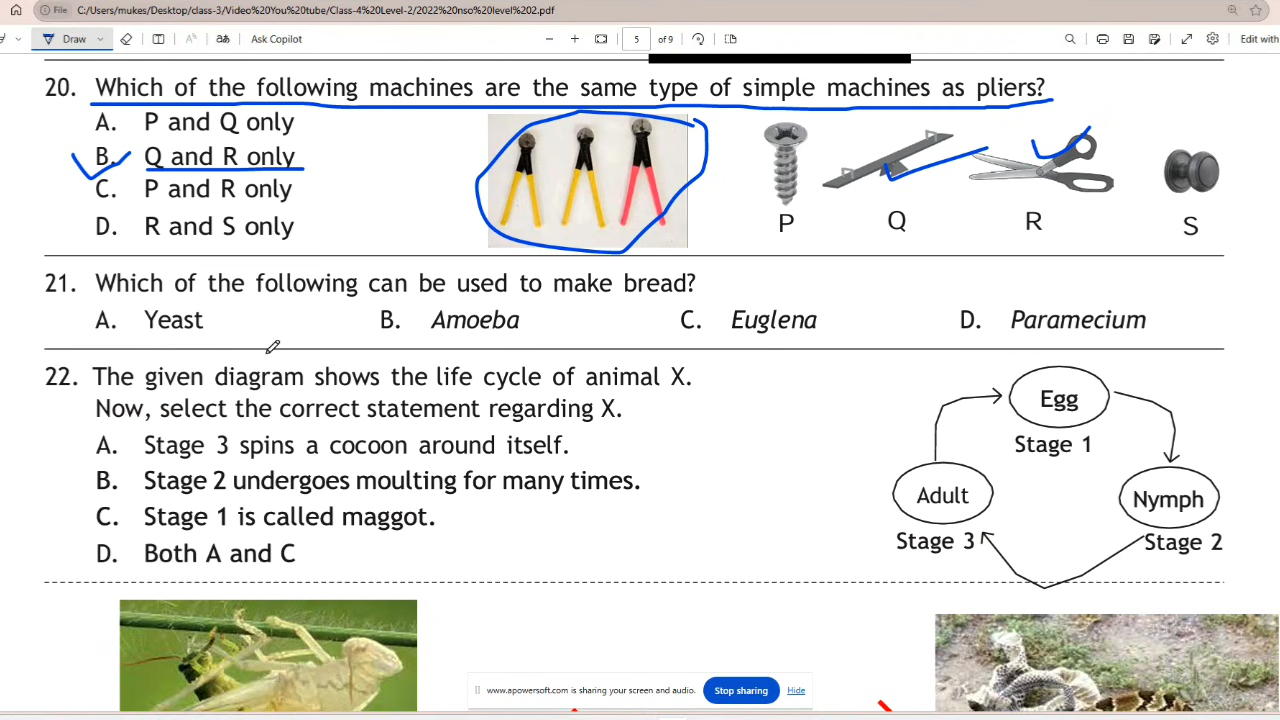 File
C:/Users/mukes/Desktop/class-3/Video%20You%20tube/Class-4%20Level-2/2022%20nso%20level%202.pdf
Draw
Ask Copilot
5
of 9
Edit with
20. Which of the following machines are the same type of simple machines as pliers?
A. P and Q only
B. Q and R only
C. P and R only
D. R and S only
P
Q
R
S
21. Which of the following can be used to make bread?
A. Yeast B. Amoeba C. Euglena D. Paramecium
22. The given diagram shows the life cycle of animal X.
Now, select the correct statement regarding X.
A. Stage 3 spins a cocoon around itself.
B. Stage 2 undergoes moulting for many times.
C. Stage 1 is called maggot.
D. Both A and C
Egg
Stage 1
Adult
Nymph
Stage 3
Stage 2
www.apowersoft.com is sharing your screen and audio.
Stop sharing
Hide